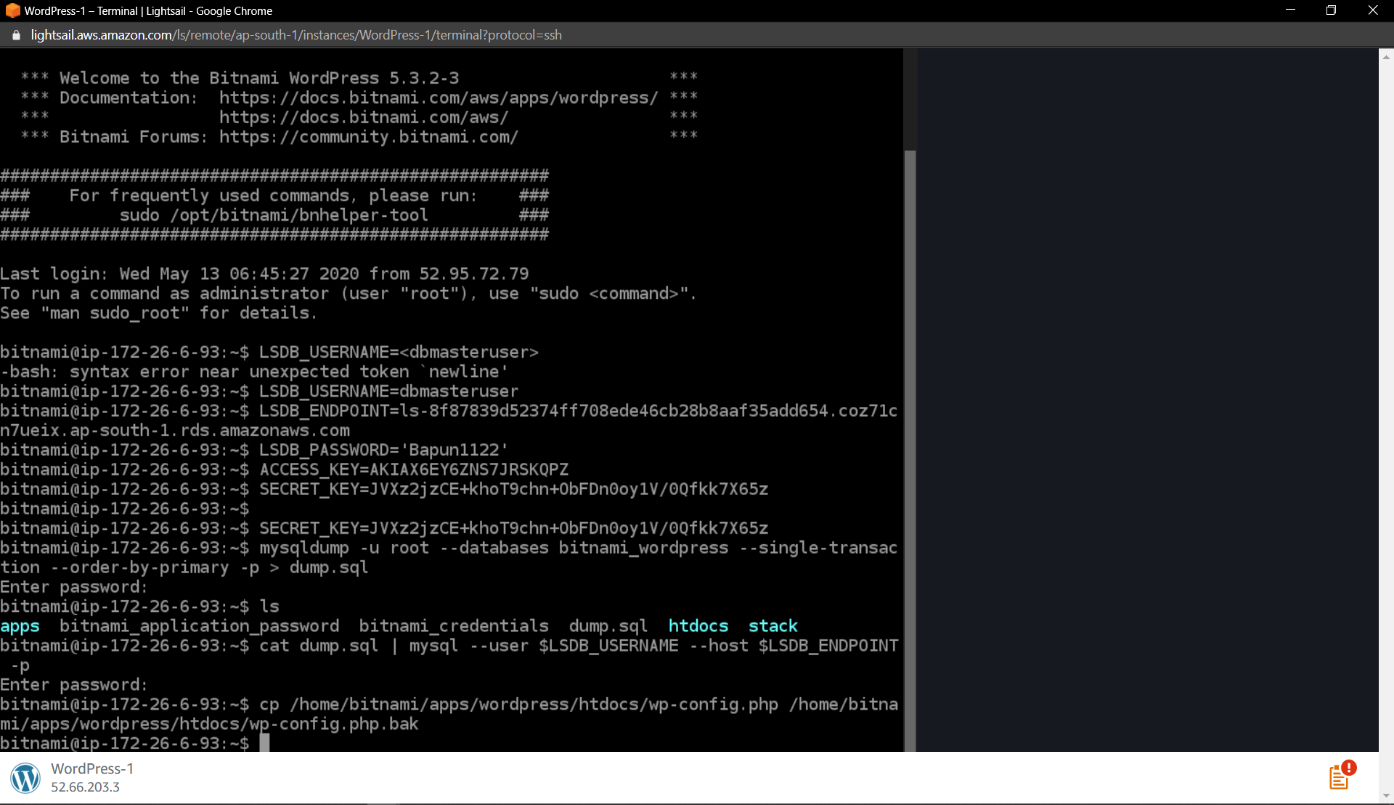 WordPress-1 – Terminal | Lightsail - Google Chrome
lightsail.aws.amazon.com/ls/remote/ap-south-1/instances/WordPress-1/terminal?protocol=ssh
*** Welcome to the Bitnami WordPress 5.3.2-3 ***
*** Documentation: https://docs.bitnami.com/aws/apps/wordpress/ ***
*** https://docs.bitnami.com/aws/ ***
*** Bitnami Forums: https://community.bitnami.com/ ***
#######################################################
### For frequently used commands, please run: ###
### sudo /opt/bitnami/bnhelper-tool ###
#######################################################
Last login: Wed May 13 06:45:27 2020 from 52.95.72.79
To run a command as administrator (user "root"), use "sudo <command>".
See "man sudo_root" for details.
bitnami@ip-172-26-6-93:~$ LSDB_USERNAME=<dbmasteruser>
-bash: syntax error near unexpected token `newline'
bitnami@ip-172-26-6-93:~$ LSDB_USERNAME=dbmasteruser
bitnami@ip-172-26-6-93:~$ LSDB_ENDPOINT=ls-8f87839d52374ff708ede46cb28b8aaf35add654.coz71c
n7ueix.ap-south-1.rds.amazonaws.com
bitnami@ip-172-26-6-93:~$ LSDB_PASSWORD='Bapun1122'
bitnami@ip-172-26-6-93:~$ ACCESS_KEY=AKIAX6EY6ZNS7JRSKQPZ
bitnami@ip-172-26-6-93:~$ SECRET_KEY=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
bitnami@ip-172-26-6-93:~$
bitnami@ip-172-26-6-93:~$ SECRET_KEY=JVXz2jzCE+khoT9chn+ObFDn0oy1V/0Qfkk7X65z
bitnami@ip-172-26-6-93:~$ mysqldump -u root --databases bitnami_wordpress --single-transac
tion --order-by-primary -p > dump.sql
Enter password:
bitnami@ip-172-26-6-93:~$ ls
apps bitnami_application_password bitnami_credentials dump.sql htdocs stack
bitnami@ip-172-26-6-93:~$ cat dump.sql | mysql --user $LSDB_USERNAME --host $LSDB_ENDPOINT
-p
Enter password:
bitnami@ip-172-26-6-93:~$ cp /home/bitnami/apps/wordpress/htdocs/wp-config.php /home/bitna
mi/apps/wordpress/htdocs/wp-config.php.bak
bitnami@ip-172-26-6-93:~$
WordPress-1
52.66.203.3